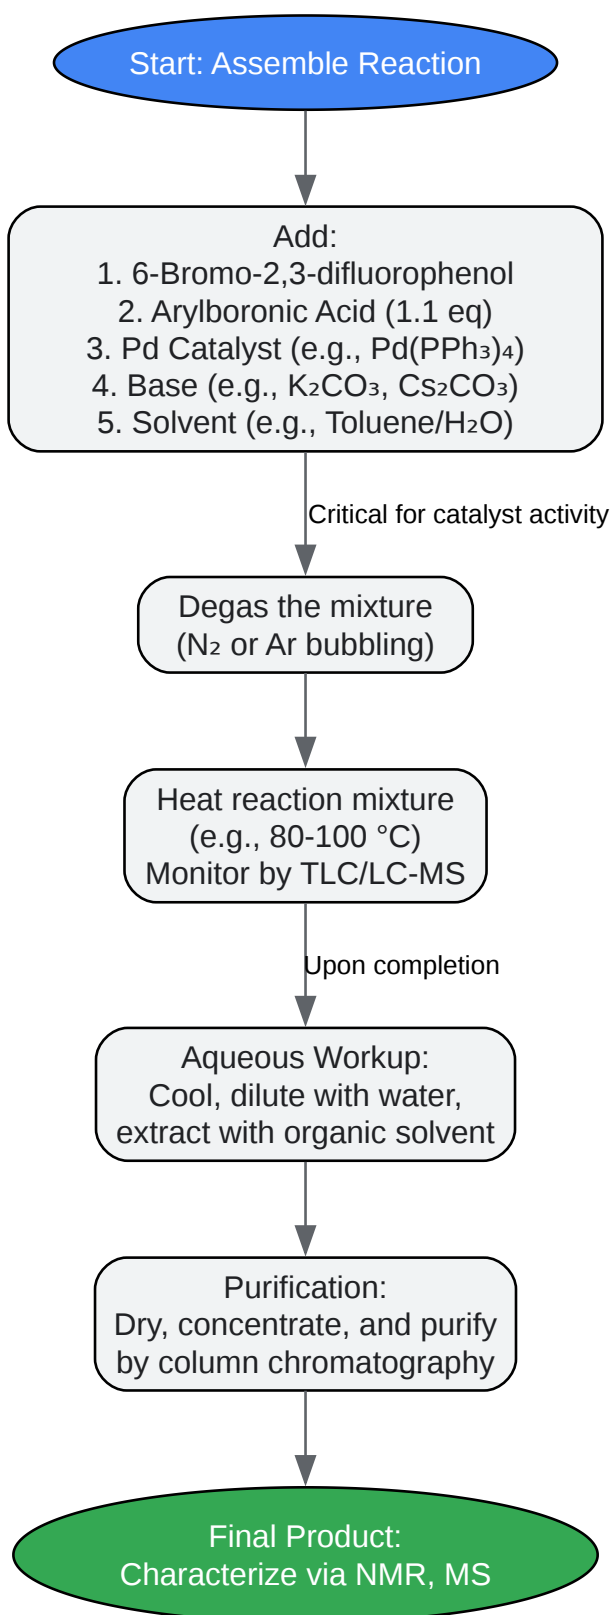 Start: Assemble Reaction
Add:
1. 6-Bromo-2,3-difluorophenol
2. Arylboronic Acid (1.1 eq)
3. Pd Catalyst (e.g., Pd(PPh₃)₄)
4. Base (e.g., K₂CO₃, Cs₂CO₃)
5. Solvent (e.g., Toluene/H₂O)
Critical for catalyst activity
Degas the mixture
(N₂ or Ar bubbling)
Heat reaction mixture
(e.g., 80-100 °C)
Monitor by TLC/LC-MS
Upon completion
Aqueous Workup:
Cool, dilute with water,
extract with organic solvent
Purification:
Dry, concentrate, and purify
by column chromatography
Final Product:
Characterize via NMR, MS